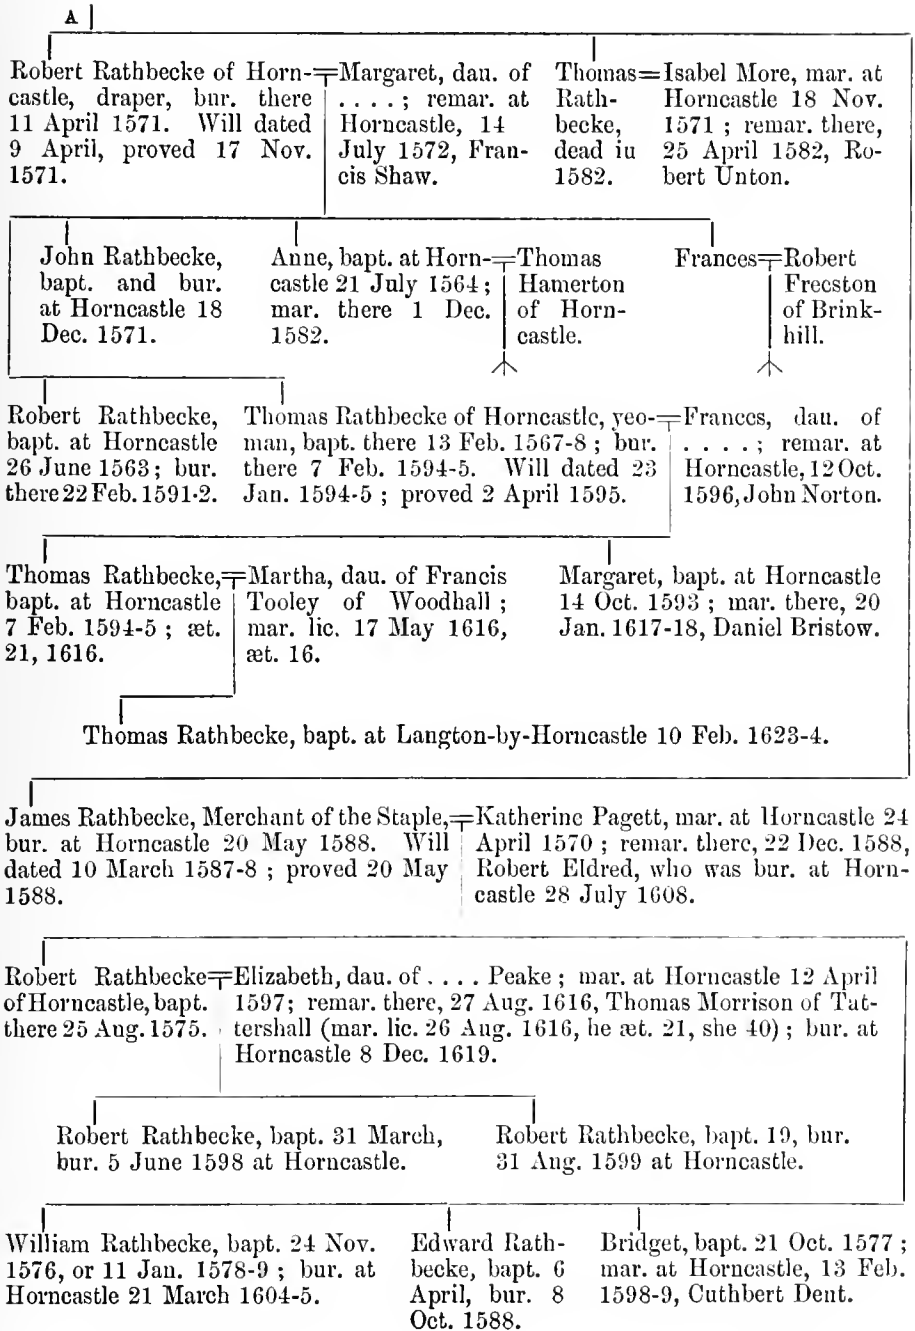 A
Robert Rathbecke of Horn-
castle, draper, bur. there
11 April 1571. Will dated
9 April, proved 17 Nov.
1571.
Margaret, dau. of
. . . . ; remar. at
Horncastle, 14
July 1572, Fran-
cis Shaw.
Thomas
Rath-
becke,
dead in
1582.
Isabel More, mar. at
Horncastle 18 Nov.
1571 ; remar. there,
25 April 1582, Ro-
bert Unton.
John Rathbecke,
bapt. and bur.
at Horncastle 18
Dec. 1571.
Anne, bapt. at Horn-
castle 21 July 1564 ;
mar. there 1 Dec.
1582.
Thomas
Hamerton
of Horn-
castle.
Frances
Robert
Freeston
of Brink-
hill.
Robert Rathbecke,
bapt. at Horncastle
26 June 1563; bur.
there 22 Feb. 1591-2.
Thomas Rathbecke of Horncastle, yeo-
man, bapt. there 13 Feb. 1567-8 ; bur.
there 7 Feb. 1594-5. Will dated 23
Jan. 1594-5 ; proved 2 April 1595.
Frances, dau. of
. . . . ; remar. at
Horncastle, 12 Oct.
1596, John Norton.
Thomas Rathbecke,
bapt. at Horncastle
7 Feb. 1594-5 ; æt.
21, 1616.
Martha, dau. of Francis
Tooley of Woodhall ;
mar. lic. 17 May 1616,
æt. 16.
Margaret, bapt. at Horncastle
14 Oct. 1593 ; mar. there, 20
Jan. 1617-18, Daniel Bristow.
Thomas Rathbecke, bapt. at Langton-by-Horncastle 10 Feb. 1623-4.
James Rathbecke, Merchant of the Staple,
bur. at Horncastle 20 May 1588. Will
dated 10 March 1587-8 ; proved 20 May
1588.
Katherine Pagett, mar. at Horncastle 24
April 1570 ; remar. there, 22 Dec. 1588,
Robert Eldred, who was bur. at Horn-
castle 28 July 1608.
Robert Rathbecke
of Horncastle, bapt.
there 25 Aug. 1575.
Elizabeth, dau. of . . . . Peake ; mar. at Horncastle 12 April
1597; remar. there, 27 Aug. 1616, Thomas Morrison of Tat-
tershall (mar. lic. 26 Aug. 1616, he æt. 21, she 40) ; bur. at
Horncastle 8 Dec. 1619.
Robert Rathbecke, bapt. 31 March,
bur. 5 June 1598 at Horncastle.
Robert Rathbecke, bapt. 19, bur.
31 Aug. 1599 at Horncastle.
William Rathbecke, bapt. 24 Nov.
1576, or 11 Jan. 1578-9 ; bur. at
Horncastle 21 March 1604-5.
Edward Rath-
becke, bapt. 6
April, bur. 8
Oct. 1588.
Bridget, bapt. 21 Oct. 1577 ;
mar. at Horncastle, 13 Feb.
1598-9, Cuthbert Dent.